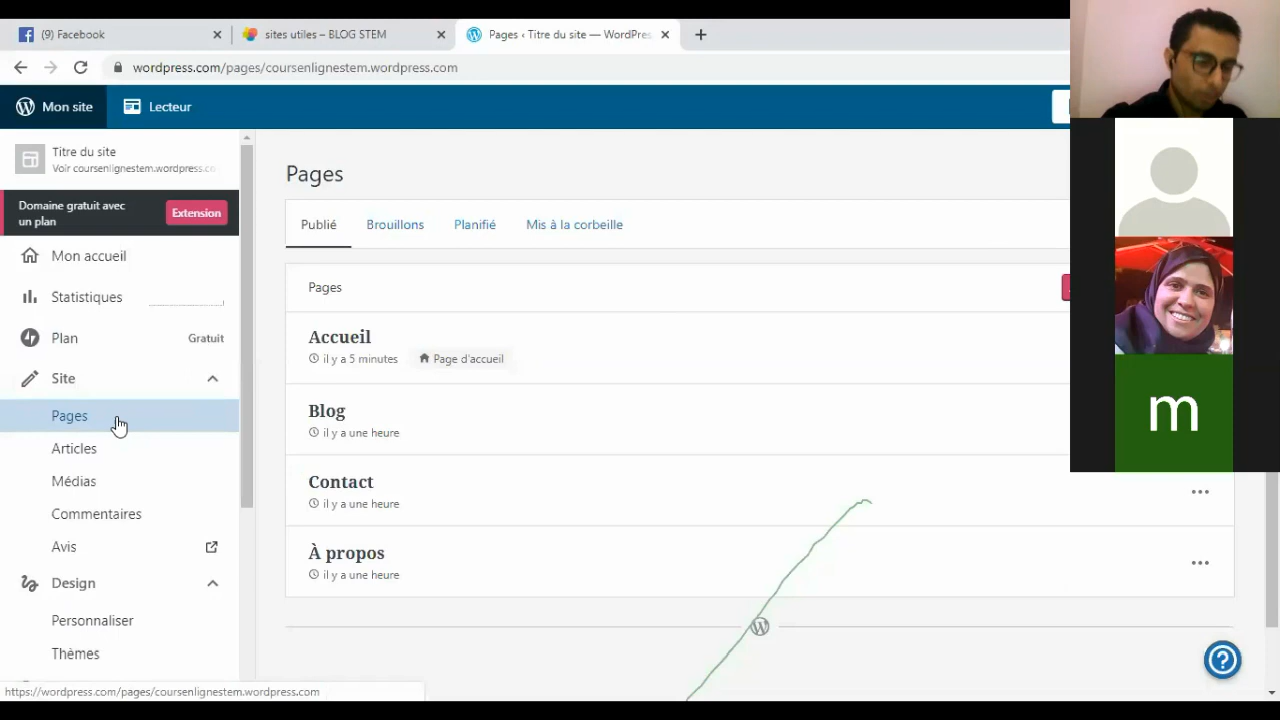 (9) Facebook
sites utiles – BLOG STEM
Pages ‹ Titre du site — WordPres
wordpress.com/pages/coursenlignestem.wordpress.com
Mon site
Lecteur
Titre du site
Voir coursenlignestem.wordpress.co
Domaine gratuit avec
un plan
Extension
Mon accueil
Statistiques
Plan
Gratuit
Site
Pages
Articles
Médias
Commentaires
Avis
Design
Personnaliser
Thèmes
https://wordpress.com/pages/coursenlignestem.wordpress.com
Pages
Publié
Brouillons
Planifié
Mis à la corbeille
Pages
Accueil
il y a 5 minutes
Page d'accueil
Blog
il y a une heure
Contact
il y a une heure
À propos
il y a une heure
m